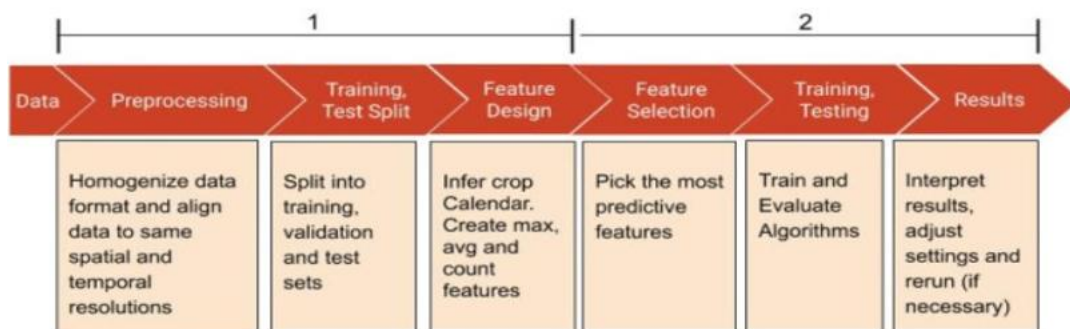 1
2
Data
Preprocessing
Training,
Test Split
Feature
Design
Feature
Selection
Training,
Testing
Results
Homogenize data
format and align
data to same
spatial and
temporal
resolutions
Split into
training,
validation
and test
sets
Infer crop
Calendar.
Create max,
avg and
count
features
Pick the most
predictive
features
Train and
Evaluate
Algorithms
Interpret
results,
adjust
settings and
rerun (if
necessary)